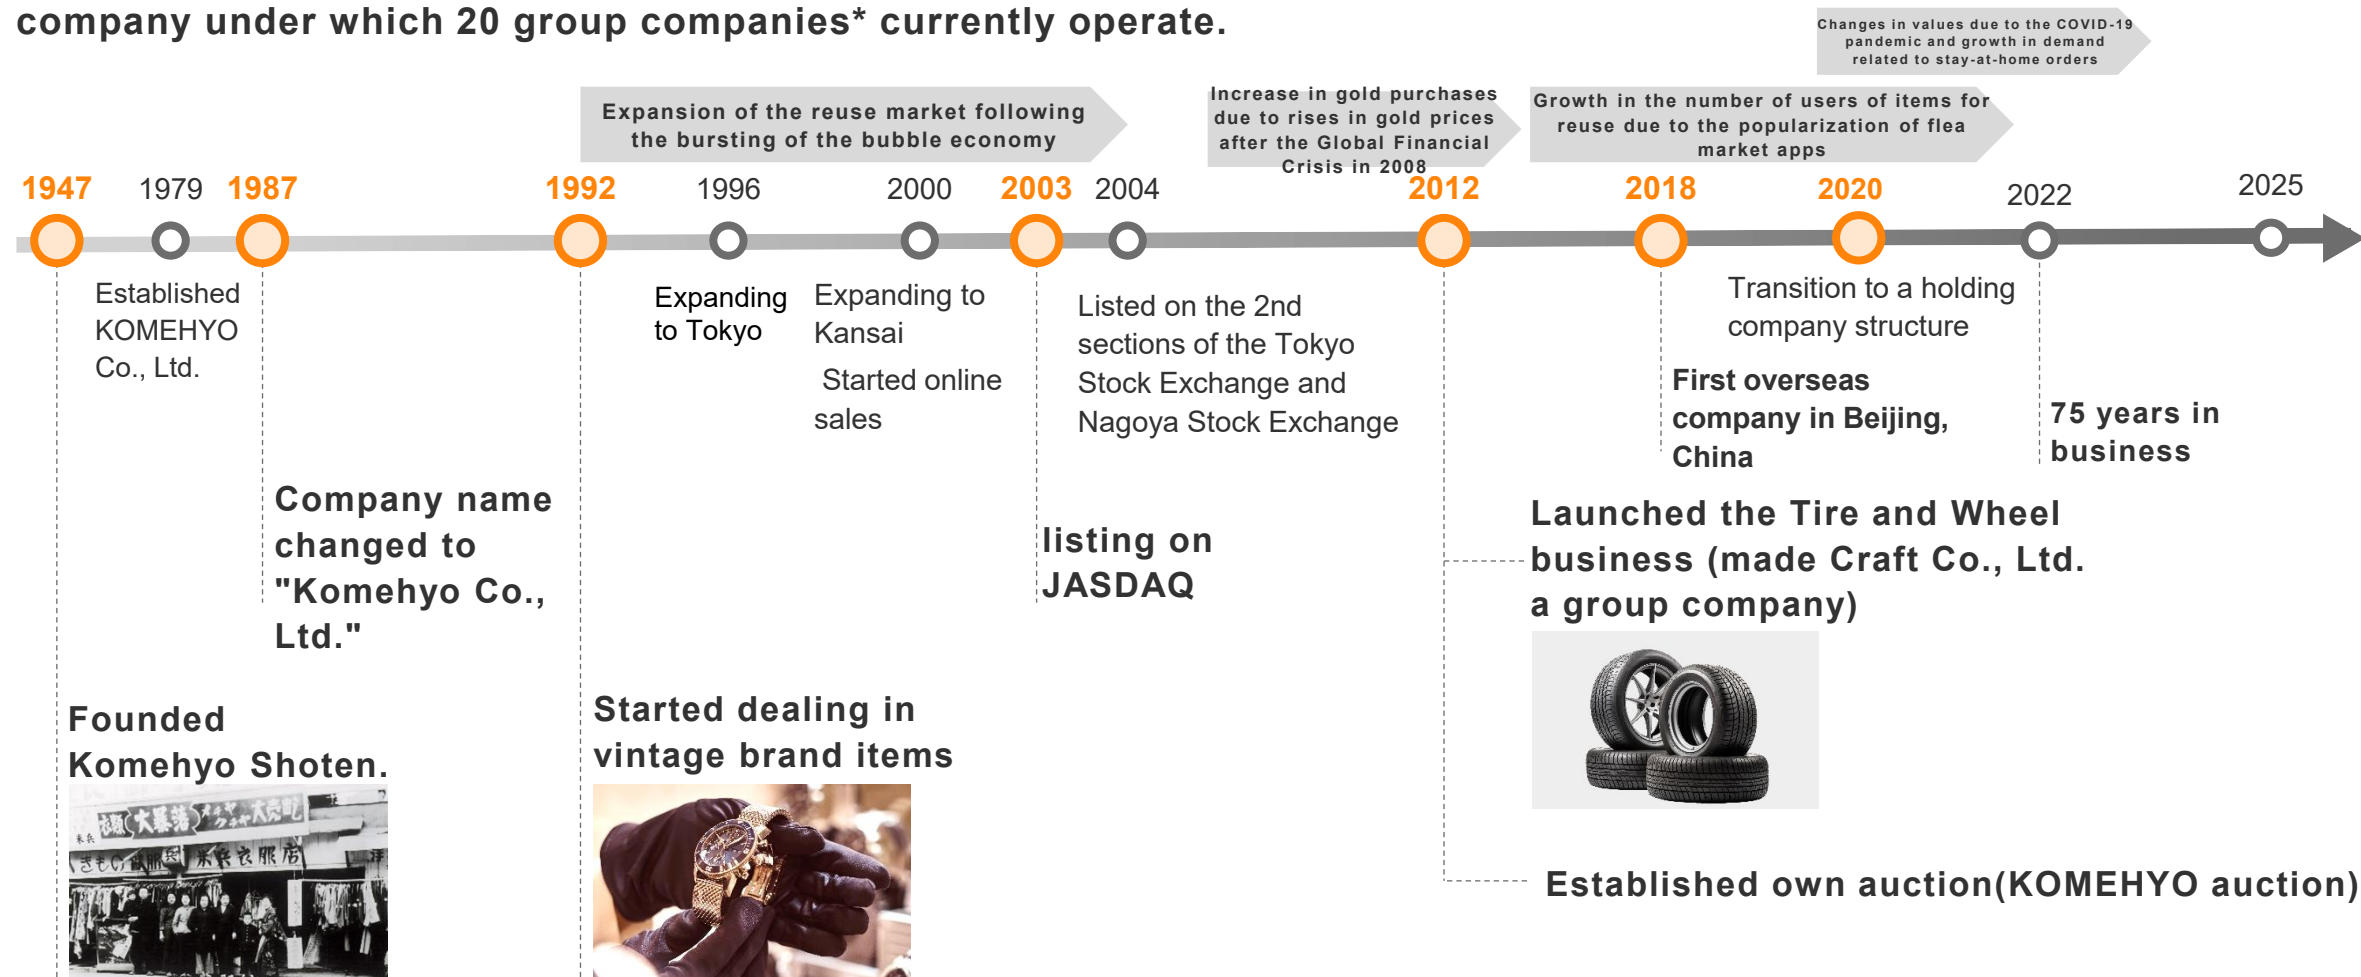 company under which 20 group companies* currently operate.
Changes in values due to the COVID-19
pandemic and growth in demand
related to stay-at-home orders
Expansion of the reuse market following
the bursting of the bubble economy
Increase in gold purchases
due to rises in gold prices
after the Global Financial
Crisis in 2008
Growth in the number of users of items for
reuse due to the popularization of flea
market apps
1947
1979
1987
1992
1996
2000
2003
2004
2012
2018
2020
2022
2025
Established
KOMEHYO
Co., Ltd.
Expanding
to Tokyo
Expanding to
Kansai
Started online
sales
Listed on the 2nd
sections of the Tokyo
Stock Exchange and
Nagoya Stock Exchange
Transition to a holding
company structure
First overseas
company in Beijing,
China
75 years in
business
Company name
changed to
"Komehyo Co.,
Ltd."
listing on
JASDAQ
Launched the Tire and Wheel
business (made Craft Co., Ltd.
a group company)
Founded
Komehyo Shoten.
Started dealing in
vintage brand items
Established own auction(KOMEHYO auction)
米兵衣服店